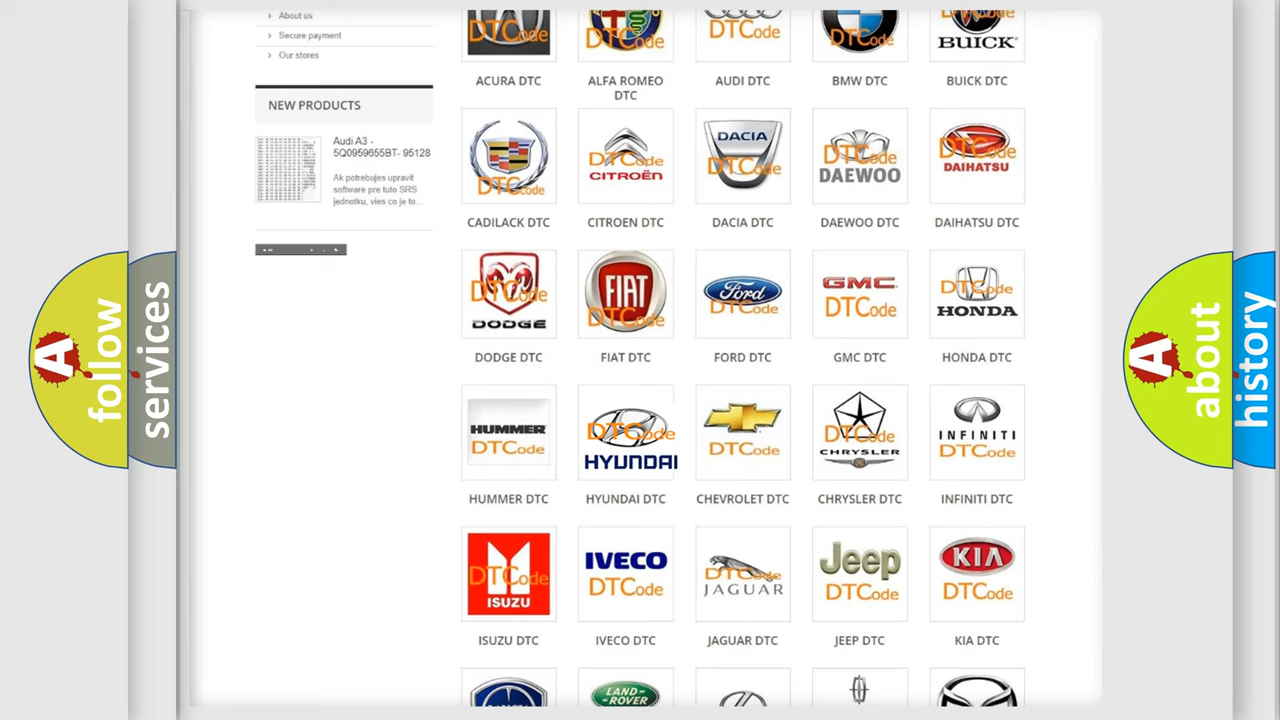 About us
Secure payment
Our stores
NEW PRODUCTS
Audi A3 -
5Q0959655BT- 95128
Ak potrebujes upravit
software pre tuto SRS
jednotku, vies co je to...
DTCode
DTCode
DTCode
DTCode
BUICK
ACURA DTC
ALFA ROMEO
DTC
AUDI DTC
BMW DTC
BUICK DTC
DTCode
DTCode
CITROËN
DACIA
DTCode
DTCode
DAEWOO
DTCode
DAIHATSU
CADILACK DTC
CITROEN DTC
DACIA DTC
DAEWOO DTC
DAIHATSU DTC
DTCode
DODGE
FIAT
DTCode
Ford
DTCode
GMC
DTCode
DTCode
HONDA
DODGE DTC
FIAT DTC
FORD DTC
GMC DTC
HONDA DTC
HUMMER
DTCode
DTCode
HYUNDAI
DTCode
DTCode
CHRYSLER
INFINITI
DTCode
HUMMER DTC
HYUNDAI DTC
CHEVROLET DTC
CHRYSLER DTC
INFINITI DTC
DTCode
ISUZU
IVECO
DTCode
DTCode
JAGUAR
Jeep
DTCode
KIA
DTCode
ISUZU DTC
IVECO DTC
JAGUAR DTC
JEEP DTC
KIA DTC
LAND-
ROVER
A
follow
services
A
about
history